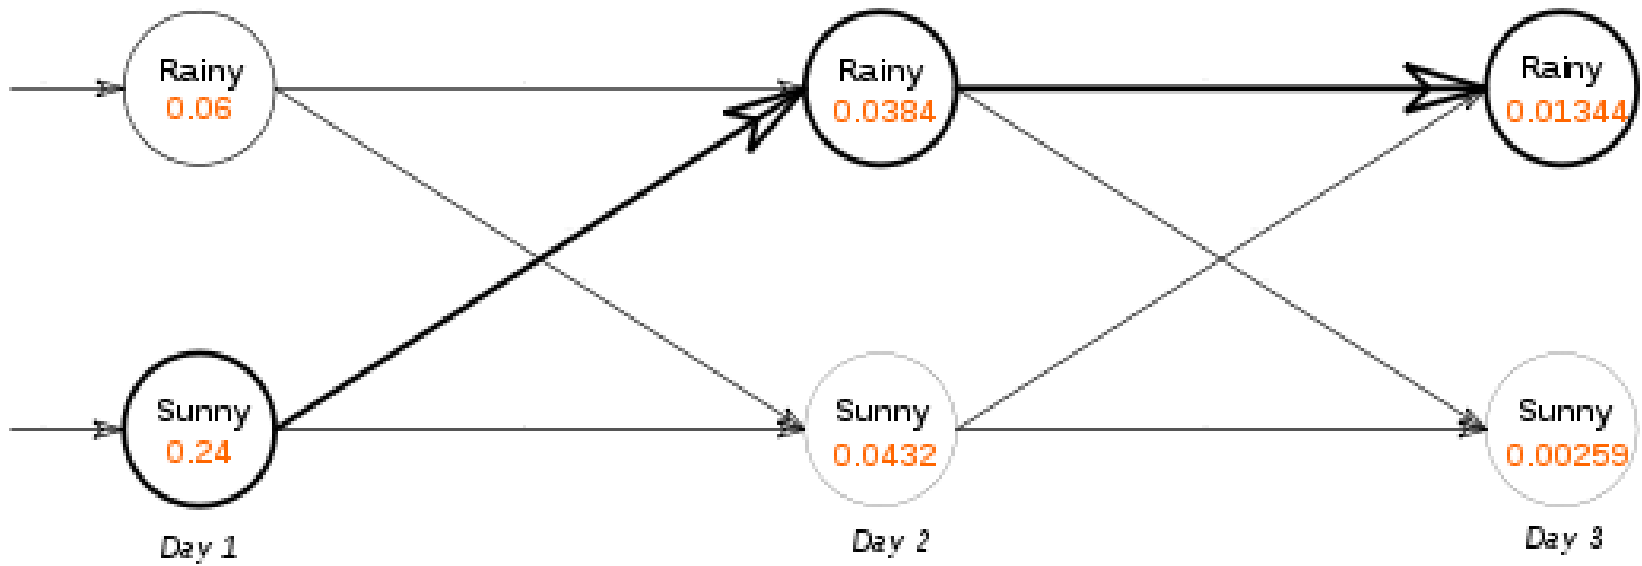 Rainy
0.06
Rainy
0.0384
Rainy
0.01344
Sunny
0.24
Sunny
0.0432
Sunny
0.00259
Day 1
Day 2
Day 3